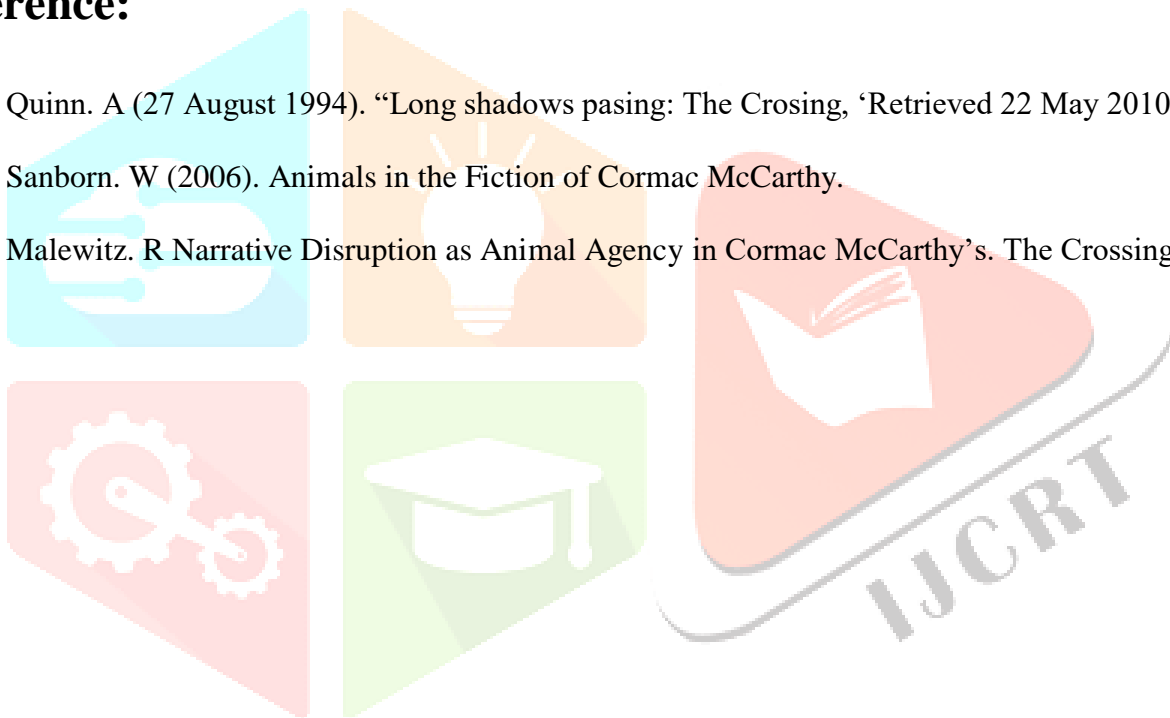 erence:
Quinn. A (27 August 1994). “Long shadows pasing: The Crosing, ‘Retrieved 22 May 2010
Sanborn. W (2006). Animals in the Fiction of Cormac McCarthy.
Malewitz. R Narrative Disruption as Animal Agency in Cormac McCarthy’s. The Crossing
IJCRT